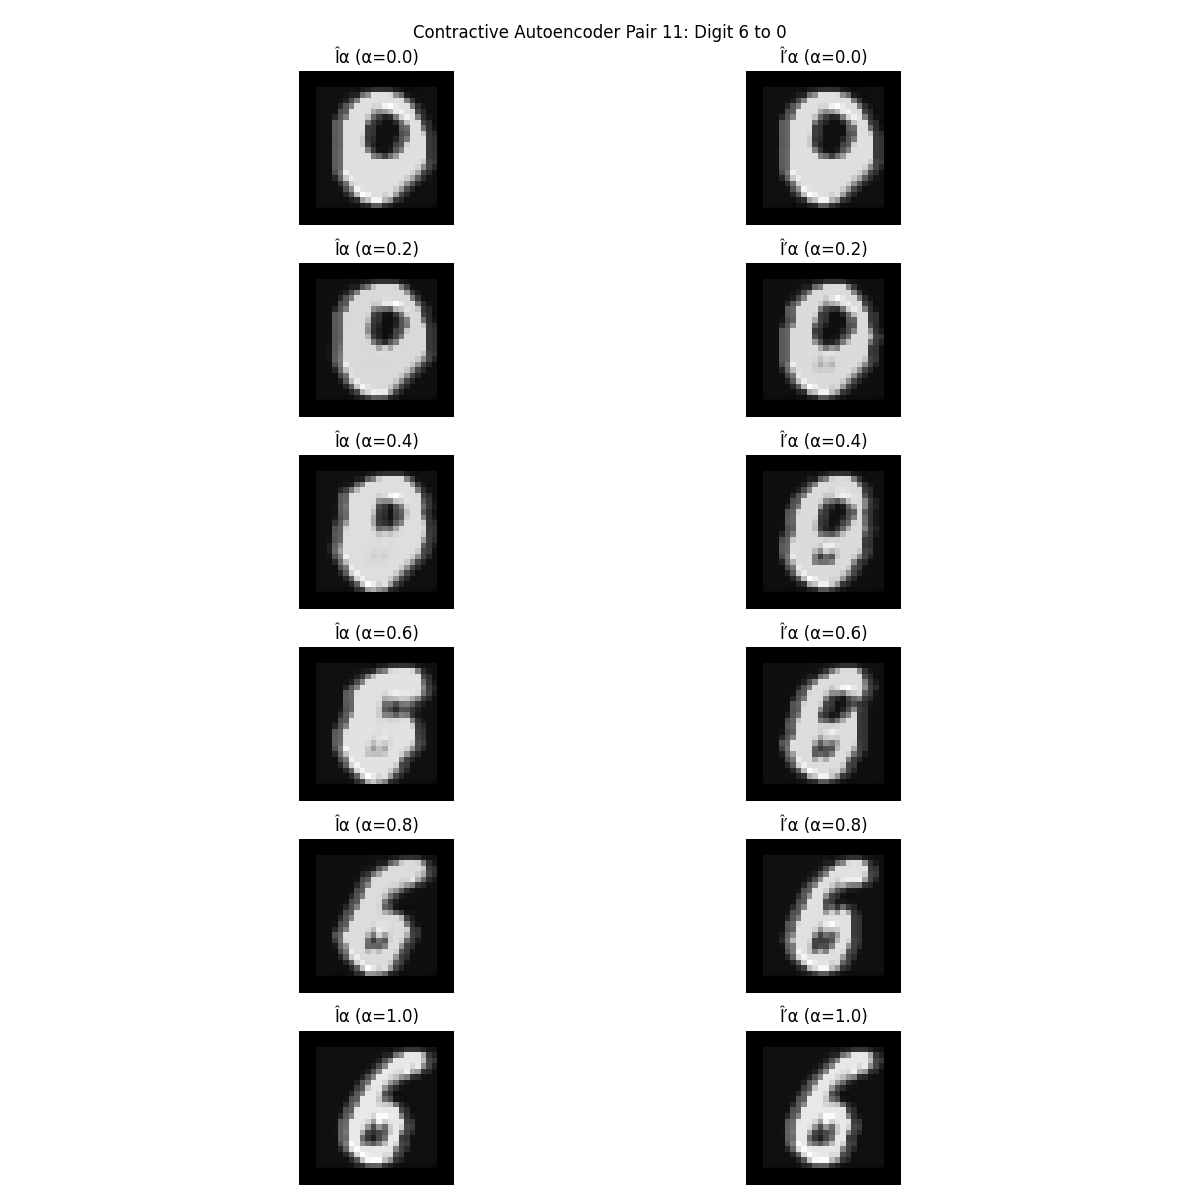 Contractive Autoencoder Pair 11: Digit 6 to 0
Îα (α=0.0) Î′α (α=0.0)
Îα (α=0.2) Î′α (α=0.2)
Îα (α=0.4) Î′α (α=0.4)
Îα (α=0.6) Î′α (α=0.6)
Îα (α=0.8) Î′α (α=0.8)
Îα (α=1.0) Î′α (α=1.0)